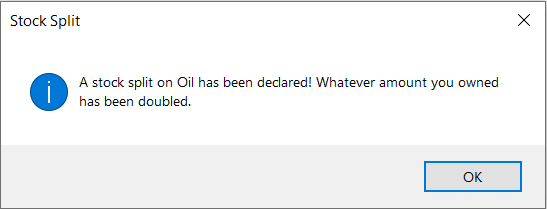 Stock Split
A stock split on Oil has been declared! Whatever amount you owned
has been doubled.
OK